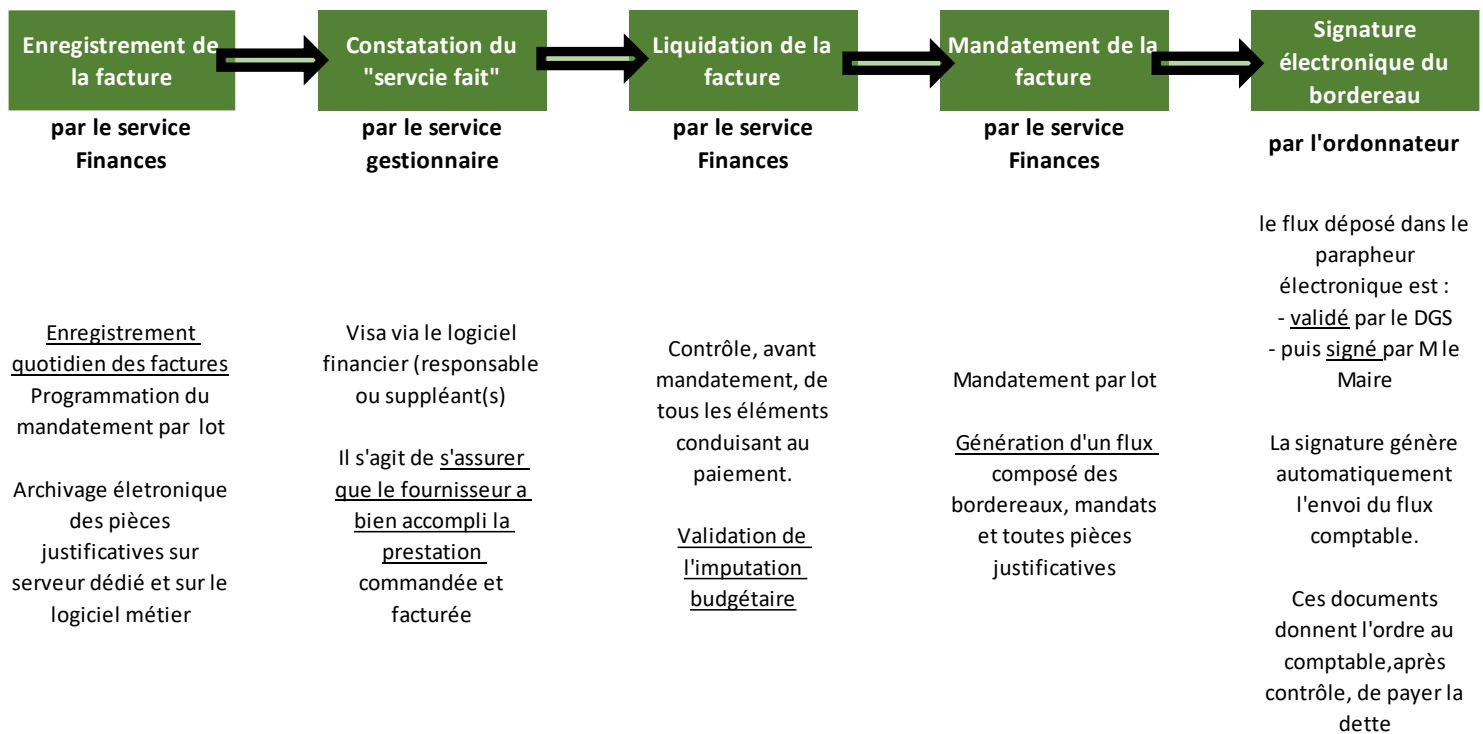 Enregistrement de
la facture
par le service
Finances
Enregistrement
quotidien des factures
Programmation du
mandatement par lot
Archivage életronique
des pièces
justificatives sur
serveur dédié et sur le
logiciel métier
Constatation du
"servcie fait"
par le service
gestionnaire
Visa via le logiciel
financier (responsable
ou suppléant(s)
Il s'agit de s'assurer
que le fournisseur a
bien accompli la
prestation
commandée et
facturée
Liquidation de la
facture
par le service
Finances
Contrôle, avant
mandatement, de
tous les éléments
conduisant au
paiement.
Validation de
l'imputation
budgétaire
Mandatement de la
facture
par le service
Finances
Mandatement par lot
Génération d'un flux
composé des
bordereaux, mandats
et toutes pièces
justificatives
Signature
électronique du
bordereau
par l'ordonnateur
le flux déposé dans le
parapheur
électronique est :
- validé par le DGS
- puis signé par M le
Maire
La signature génère
automatiquement
l'envoi du flux
comptable.
Ces documents
donnent l'ordre au
comptable,après
contrôle, de payer la
dette